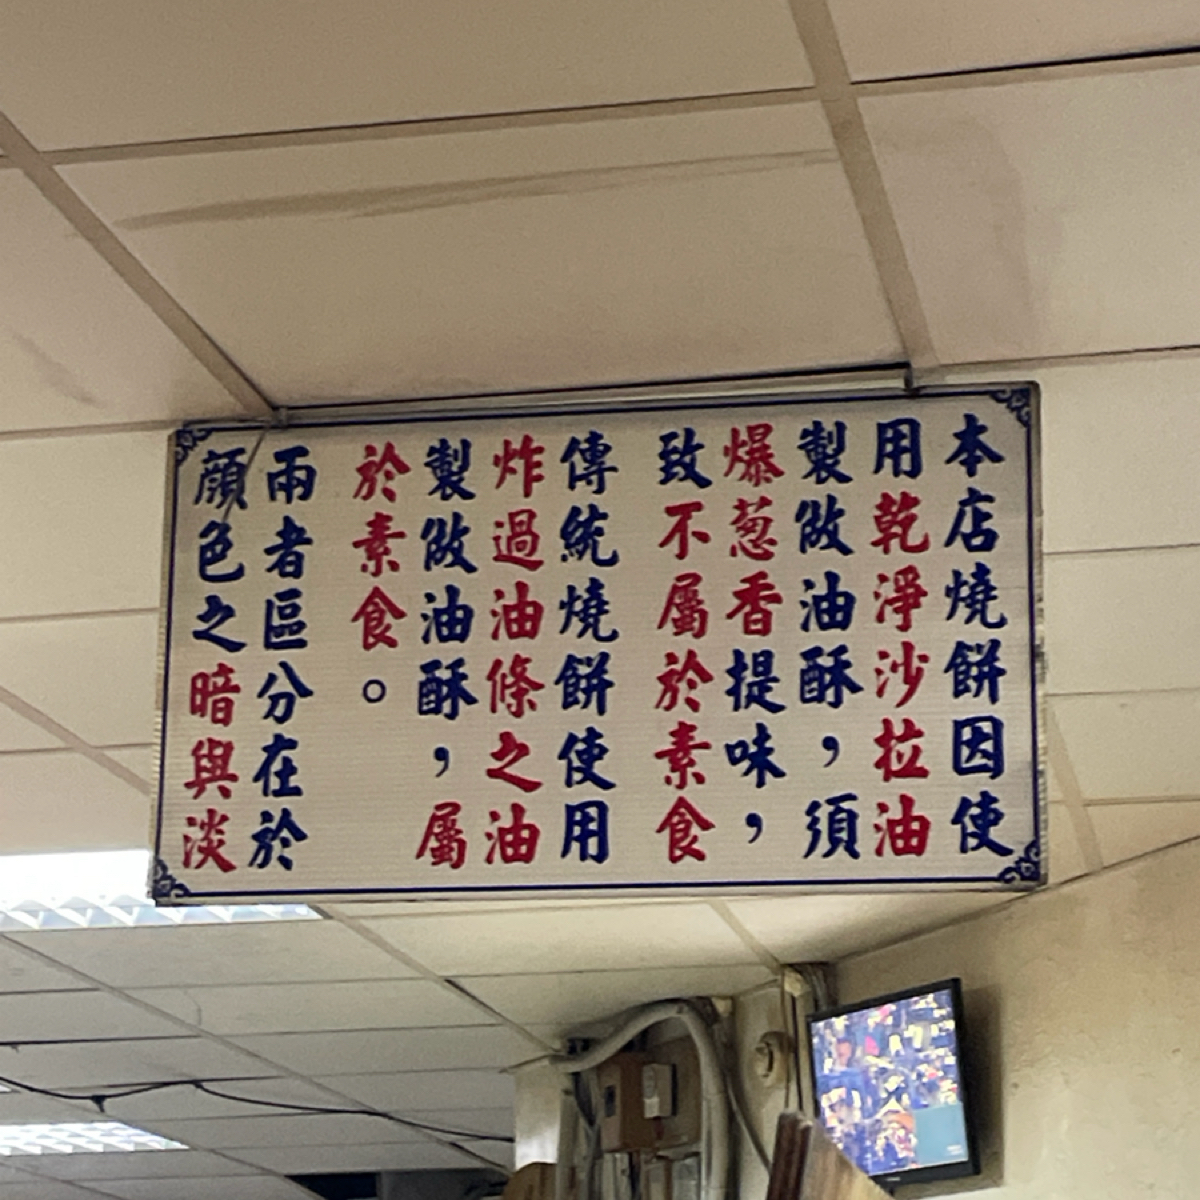 本店燒餅因使
用乾淨沙拉油
製做油酥，須
爆葱香提味，
致不屬於素食
傳統燒餅使用
炸過油條之油
製做油酥，屬
於素食。
兩者區分在於
顏色之暗與淡